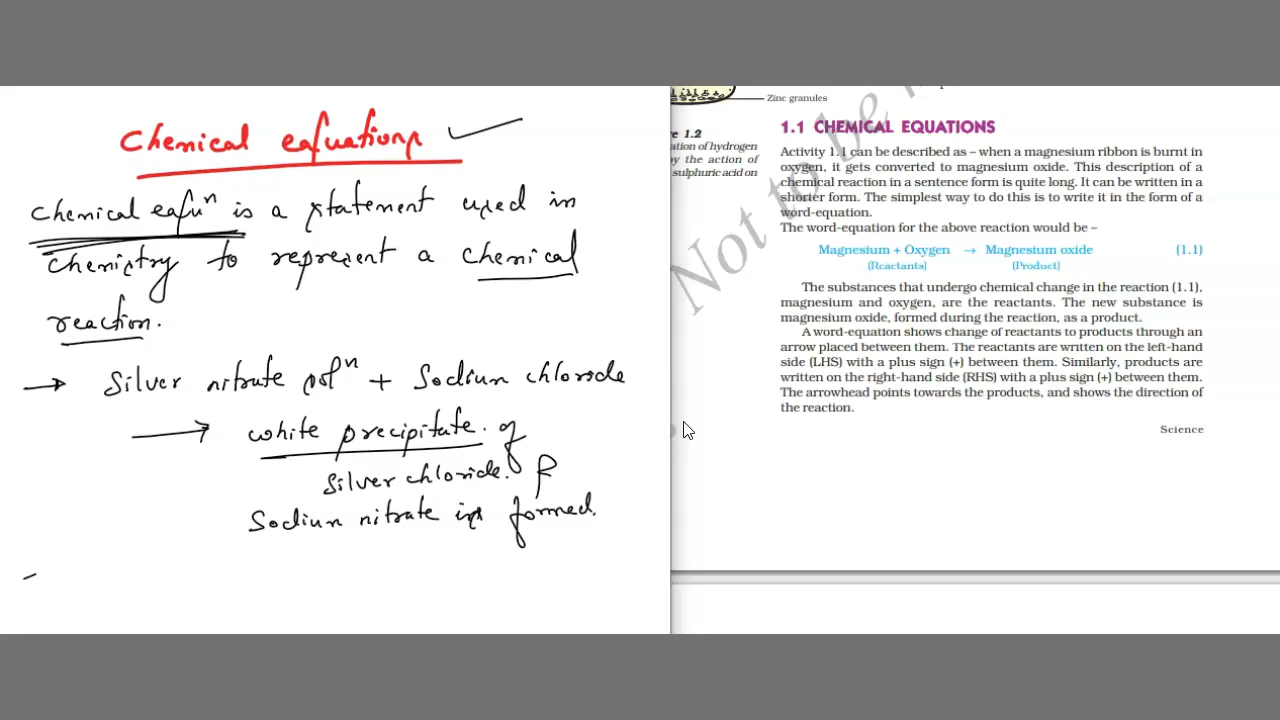 Chemical equations
Chemical equⁿ is a statement used in
chemistry to represent a chemical
reaction.
→ Silver nitrate solⁿ + Sodium chloride
→ white precipitate of
Silver chloride. &
Sodium nitrate is formed.
Zinc granules
e 1.2
ation of hydrogen
y the action of
sulphuric acid on
Not to be
1.1 CHEMICAL EQUATIONS
Activity 1.1 can be described as – when a magnesium ribbon is burnt in
oxygen, it gets converted to magnesium oxide. This description of a
chemical reaction in a sentence form is quite long. It can be written in a
shorter form. The simplest way to do this is to write it in the form of a
word-equation.
The word-equation for the above reaction would be –
Magnesium + Oxygen → Magnesium oxide (1.1)
(Reactants) (Product)
The substances that undergo chemical change in the reaction (1.1),
magnesium and oxygen, are the reactants. The new substance is
magnesium oxide, formed during the reaction, as a product.
A word-equation shows change of reactants to products through an
arrow placed between them. The reactants are written on the left-hand
side (LHS) with a plus sign (+) between them. Similarly, products are
written on the right-hand side (RHS) with a plus sign (+) between them.
The arrowhead points towards the products, and shows the direction of
the reaction.
Science